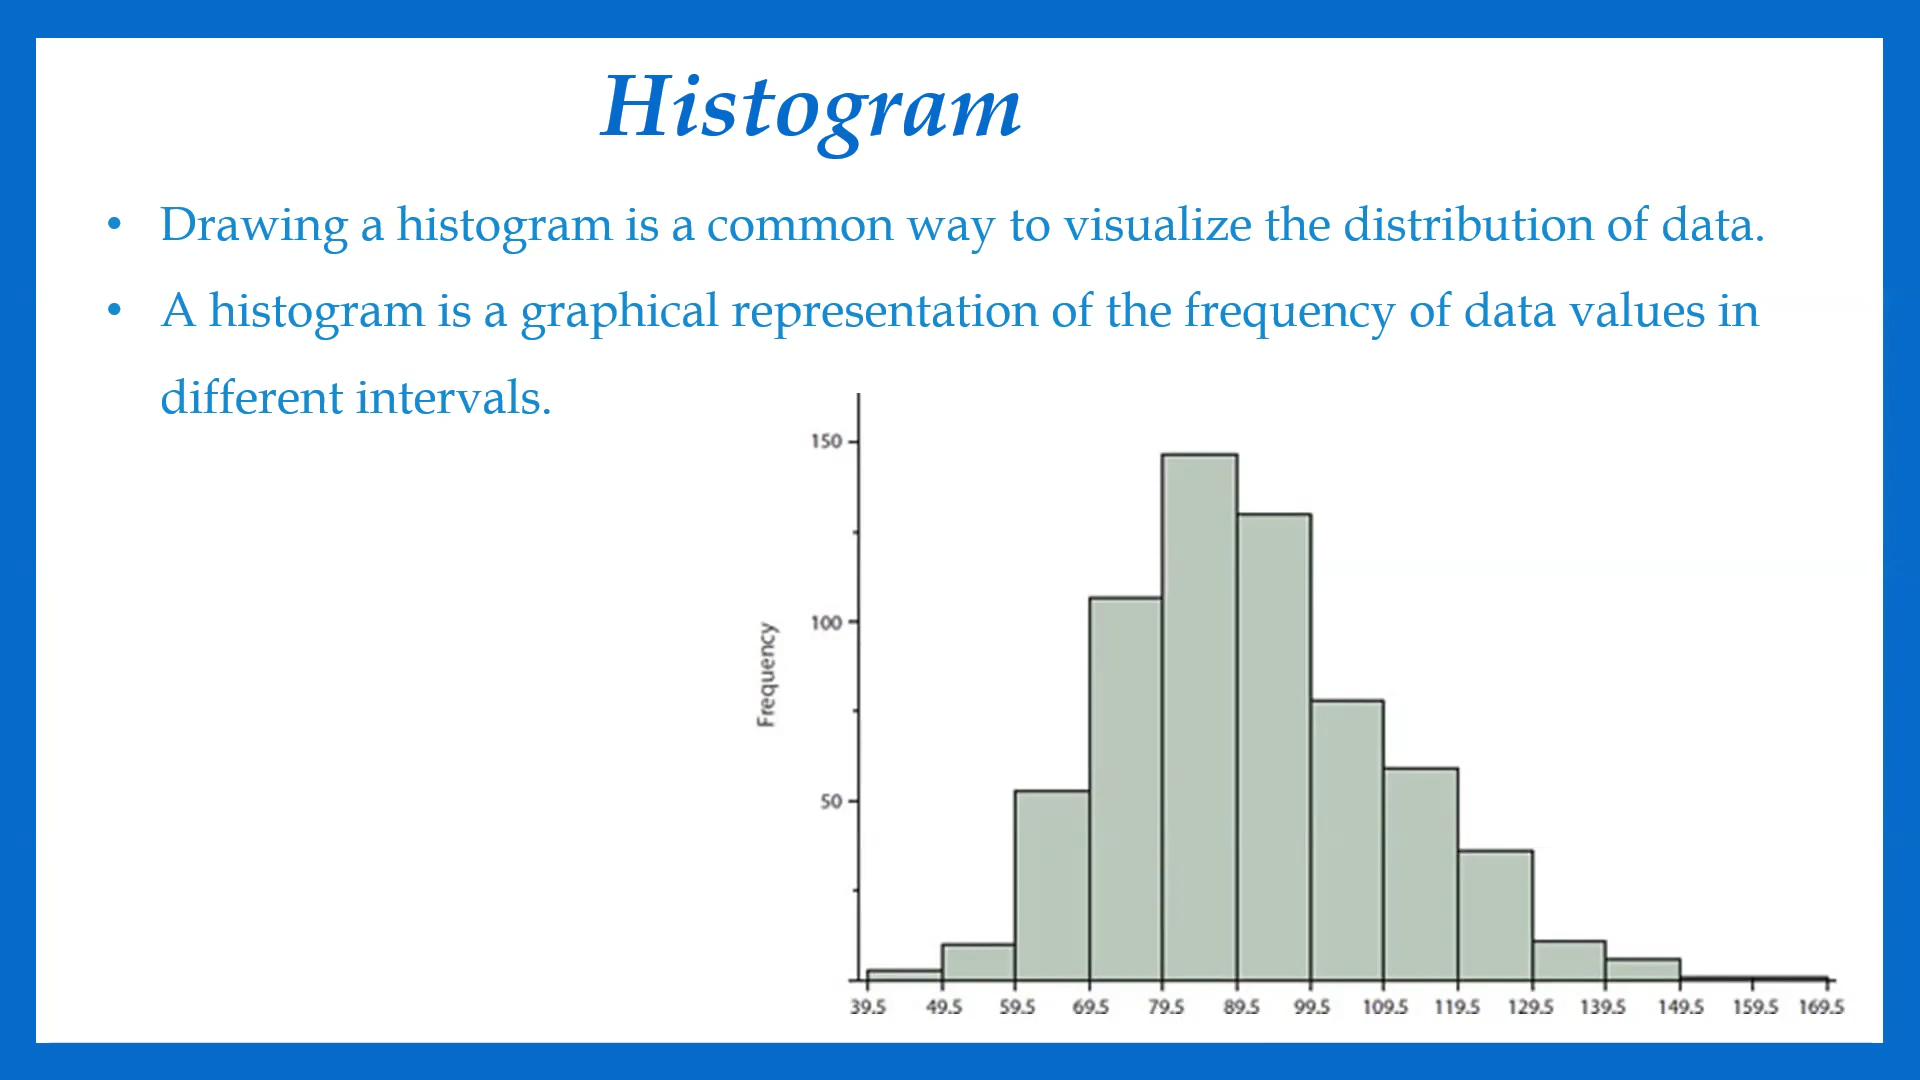 Histogram
• Drawing a histogram is a common way to visualize the distribution of data.
• A histogram is a graphical representation of the frequency of data values in
different intervals.
150
100
50
Frequency
39.5 49.5 59.5 69.5 79.5 89.5 99.5 109.5 119.5 129.5 139.5 149.5 159.5 169.5